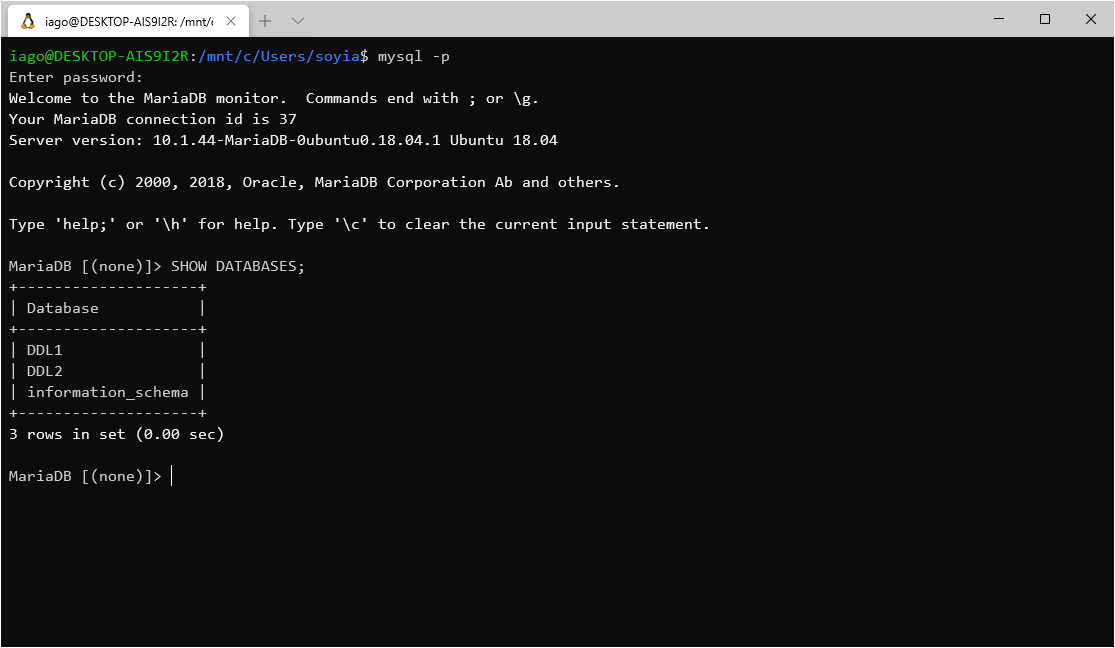 iago@DESKTOP-AIS9I2R: /mnt/c
iago@DESKTOP-AIS9I2R:/mnt/c/Users/soyia$ mysql -p
Enter password:
Welcome to the MariaDB monitor.  Commands end with ; or \g.
Your MariaDB connection id is 37
Server version: 10.1.44-MariaDB-0ubuntu0.18.04.1 Ubuntu 18.04

Copyright (c) 2000, 2018, Oracle, MariaDB Corporation Ab and others.

Type 'help;' or '\h' for help. Type '\c' to clear the current input statement.

MariaDB [(none)]> SHOW DATABASES;
+--------------------+
| Database           |
+--------------------+
| DDL1               |
| DDL2               |
| information_schema |
+--------------------+
3 rows in set (0.00 sec)

MariaDB [(none)]>